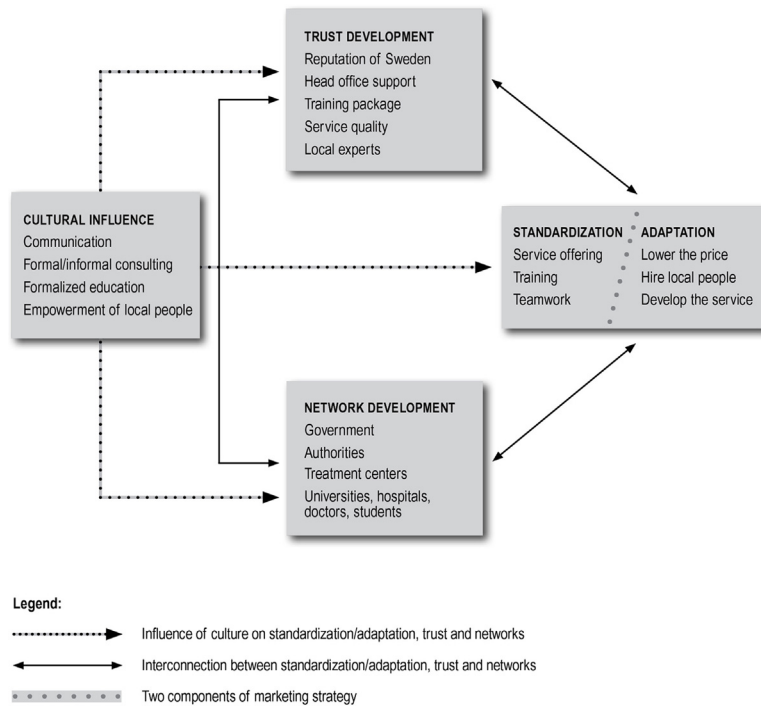 TRUST DEVELOPMENT
Reputation of Sweden
Head office support
Training package
Service quality
Local experts
CULTURAL INFLUENCE
Communication
Formal/informal consulting
Formalized education
Empowerment of local people
STANDARDIZATION
Service offering
Training
Teamwork
ADAPTATION
Lower the price
Hire local people
Develop the service
NETWORK DEVELOPMENT
Government
Authorities
Treatment centers
Universities, hospitals,
doctors, students
Legend:
Influence of culture on standardization/adaptation, trust and networks
Interconnection between standardization/adaptation, trust and networks
Two components of marketing strategy